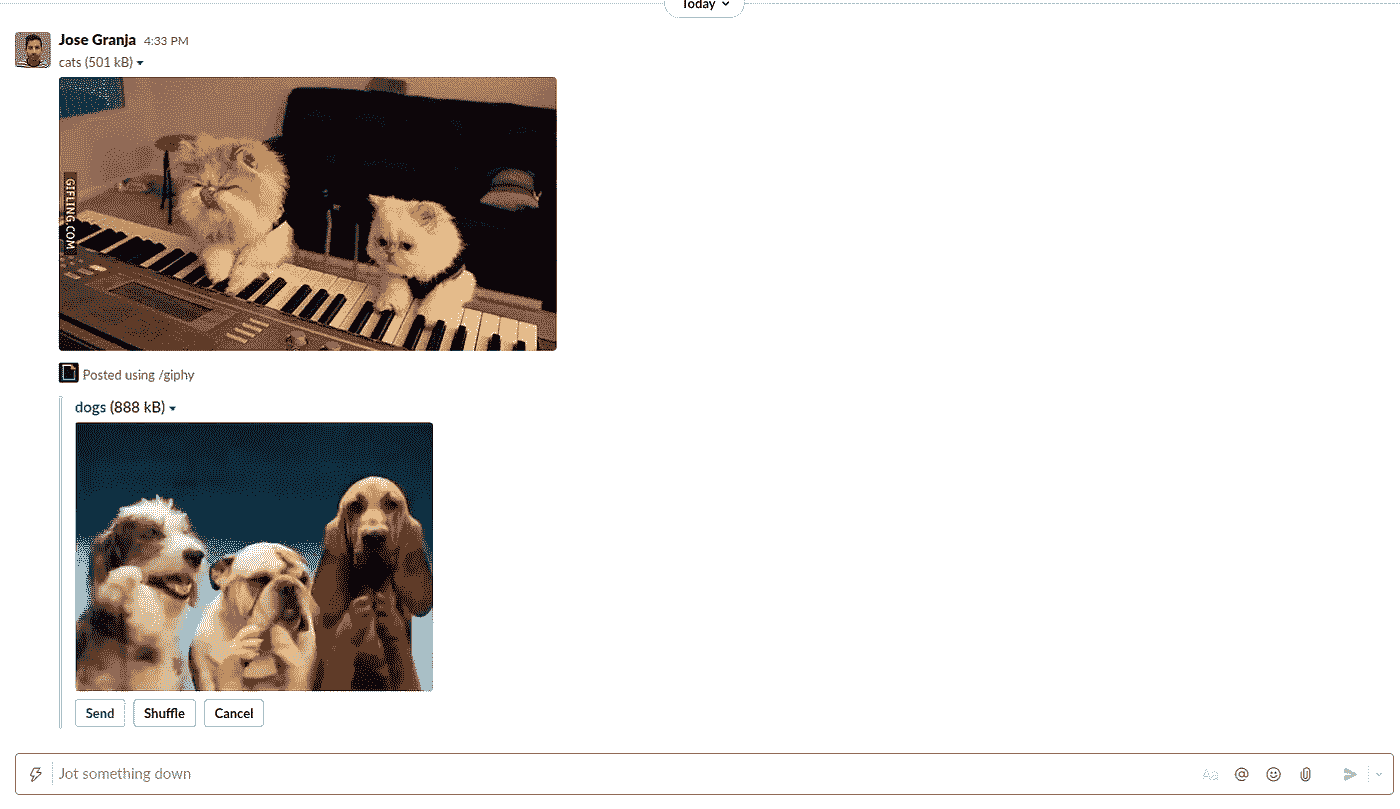 Today
Jose Granja 4:33 PM
cats (501 kB)
GIFLING.COM
Posted using /giphy
dogs (888 kB)
Send Shuffle Cancel
Jot something down
Aa